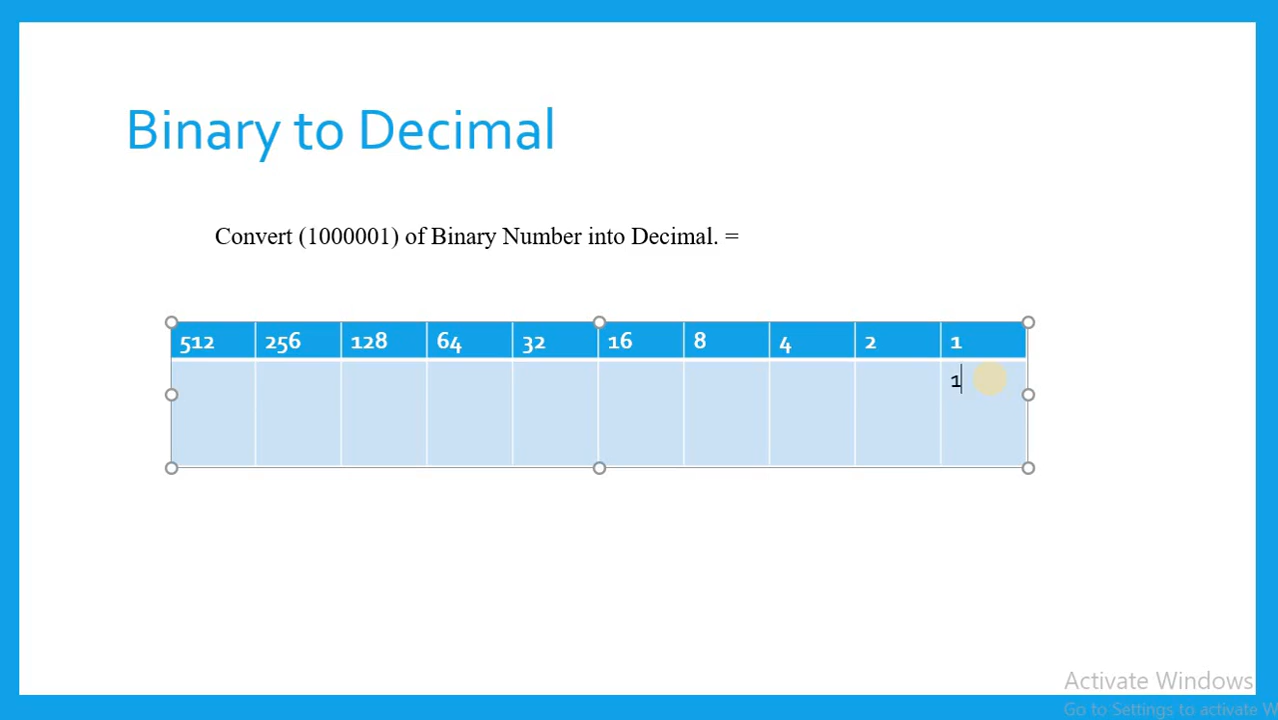 Binary to Decimal
Convert (1000001) of Binary Number into Decimal. =
512 256 128 64 32 16 8 4 2 1
1
Activate Windows
Go to Settings to activate W